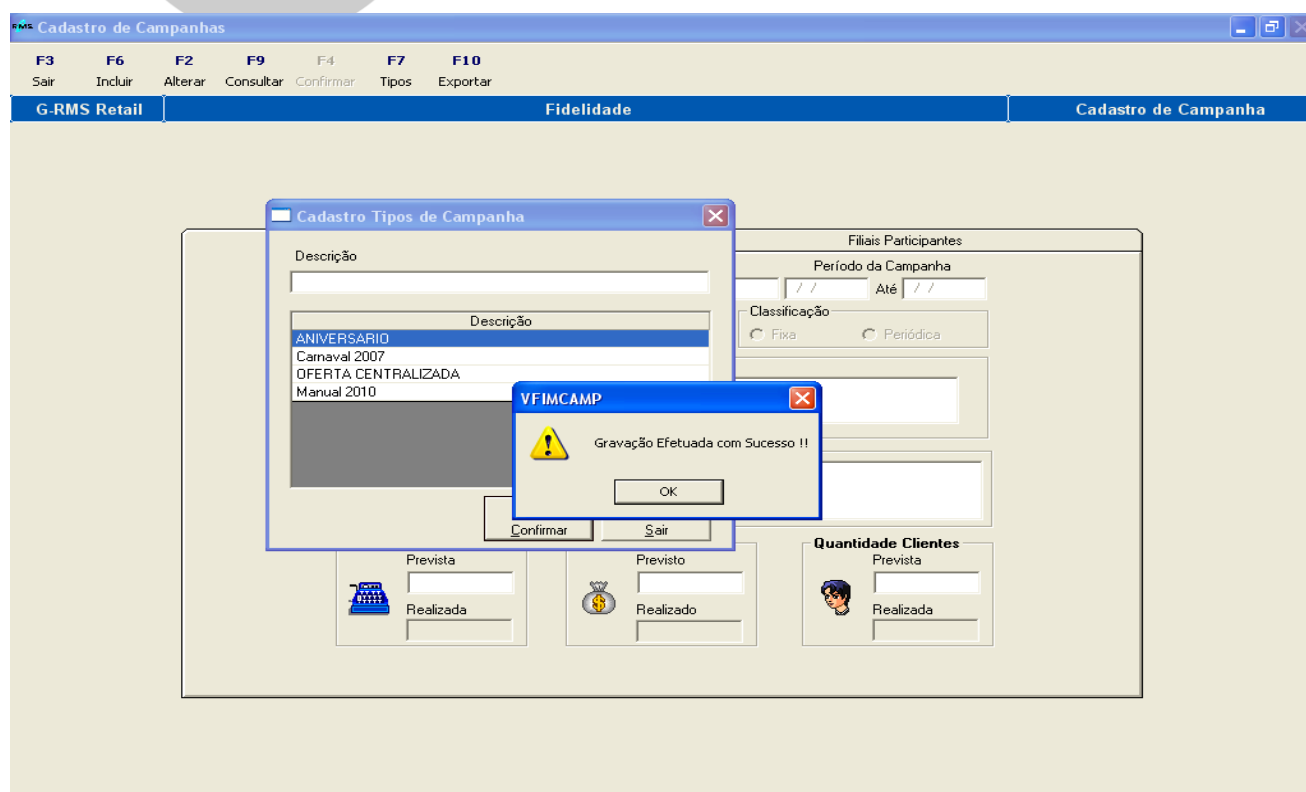 RMS Cadastro de Campanhas
F3 F6 F2 F9 F4 F7 F10
Sair Incluir Alterar Consultar Confirmar Tipos Exportar
G-RMS Retail Fidelidade Cadastro de Campanha
Cadastro Tipos de Campanha
Descrição
Descrição
ANIVERSARIO
Carnaval 2007
OFERTA CENTRALIZADA
Manual 2010
Confirmar Sair
Filiais Participantes
Período da Campanha
/ / Até / /
Classificação
Fixa Periódica
VFIMCAMP
Gravação Efetuada com Sucesso !!
OK
Prevista
Realizada
Previsto
Realizado
Quantidade Clientes
Prevista
Realizada